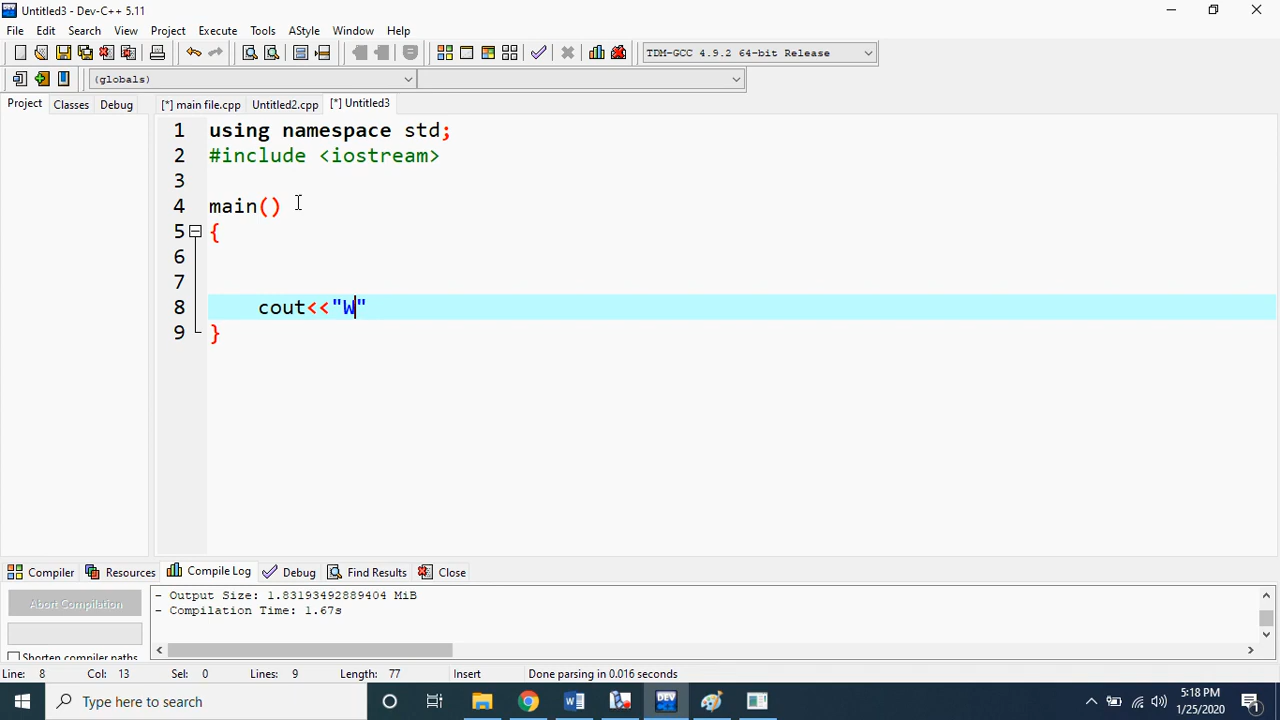 Untitled3 - Dev-C++ 5.11
File Edit Search View Project Execute Tools AStyle Window Help
TDM-GCC 4.9.2 64-bit Release
(globals)
Project Classes Debug [*] main file.cpp Untitled2.cpp [*] Untitled3
1 using namespace std;
2 #include <iostream>
3
4 main()
5 {
6
7
8 cout<<"W"
9 }
Compiler Resources Compile Log Debug Find Results Close
Abort Compilation
- Output Size: 1.83193492889404 MiB
- Compilation Time: 1.67s
Shorten compiler paths
Line: 8 Col: 13 Sel: 0 Lines: 9 Length: 77 Insert Done parsing in 0.016 seconds
Type here to search
DEV
5:18 PM
1/25/2020
1